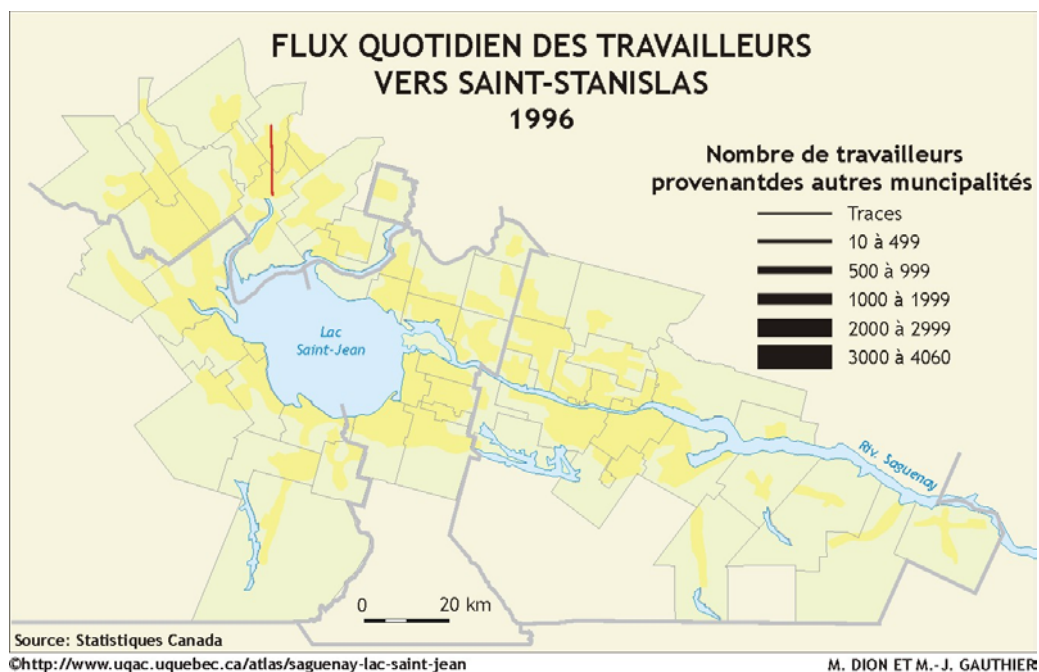 FLUX QUOTIDIEN DES TRAVAILLEURS
VERS SAINT-STANISLAS
1996
Nombre de travailleurs
provenantdes autres muncipalités
Traces
10 à 499
500 à 999
1000 à 1999
2000 à 2999
3000 à 4060
Lac
Saint-Jean
Riv. Saguenay
0 20 km
Source: Statistiques Canada
©http://www.uqac.uquebec.ca/atlas/saguenay-lac-saint-jean
M. DION ET M.-J. GAUTHIER